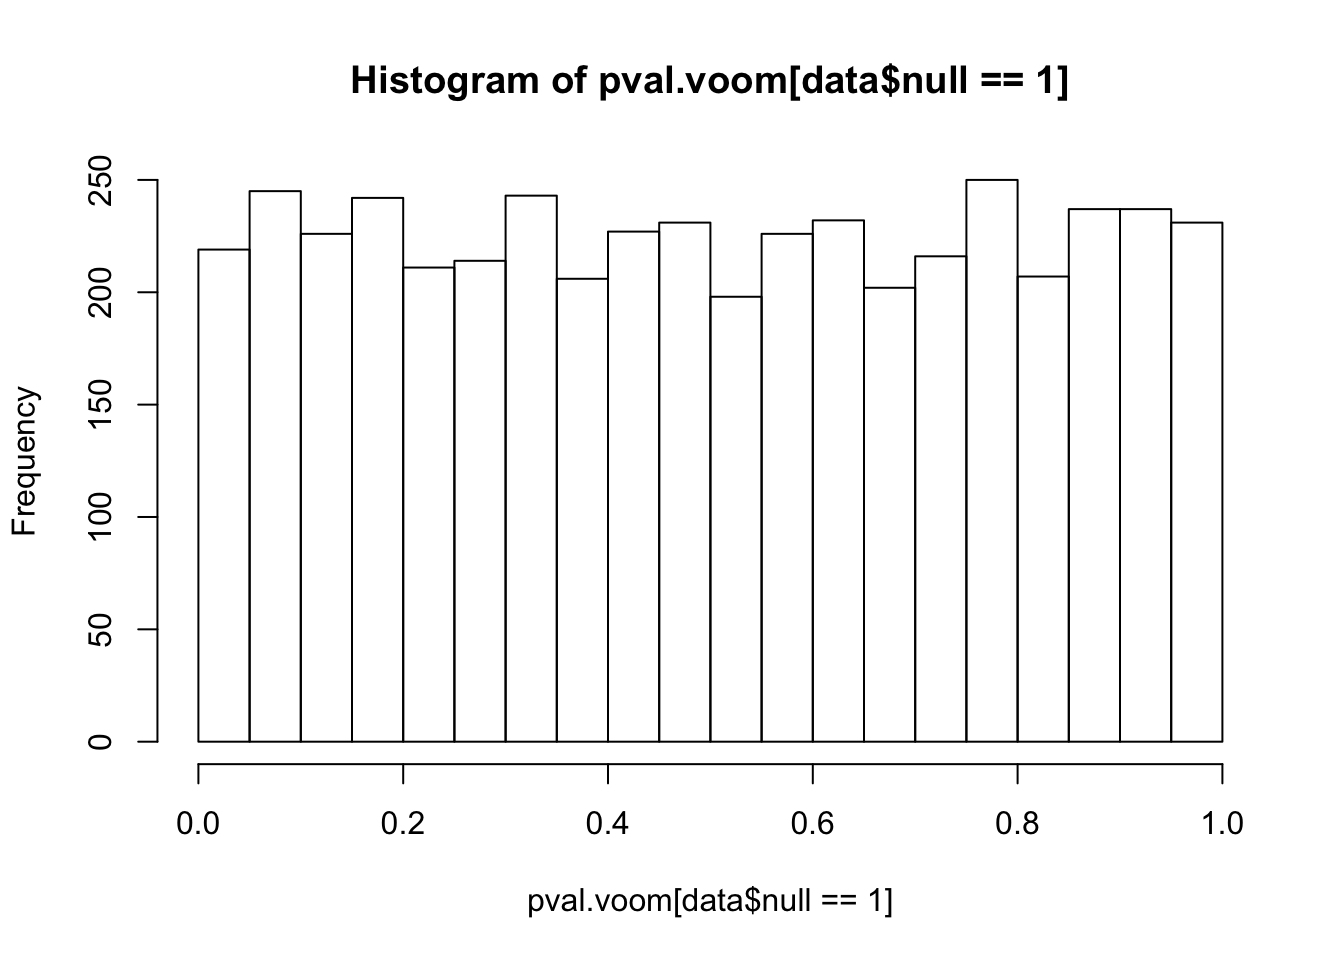 Histogram of pval.voom[data$null == 1]
Frequency
250
200
150
100
50
0
0.0 0.2 0.4 0.6 0.8 1.0
pval.voom[data$null == 1]